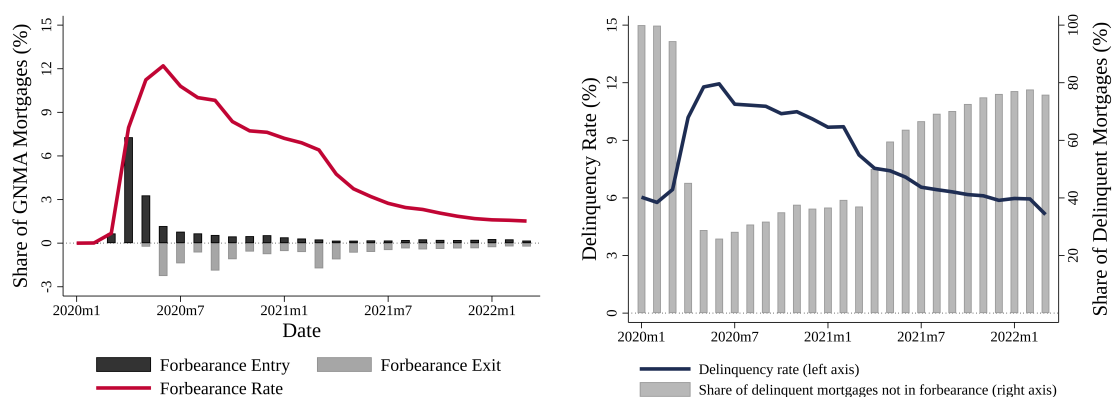 Share of GNMA Mortgages (%)
15
12
9
6
3
0
-3
2020m1
2020m7
2021m1
2021m7
2022m1
Date
Forbearance Entry
Forbearance Exit
Forbearance Rate
Delinquency Rate (%)
15
12
9
6
3
0
Share of Delinquent Mortgages (%)
100
80
60
40
20
2020m1
2020m7
2021m1
2021m7
2022m1
Delinquency rate (left axis)
Share of delinquent mortgages not in forbearance (right axis)